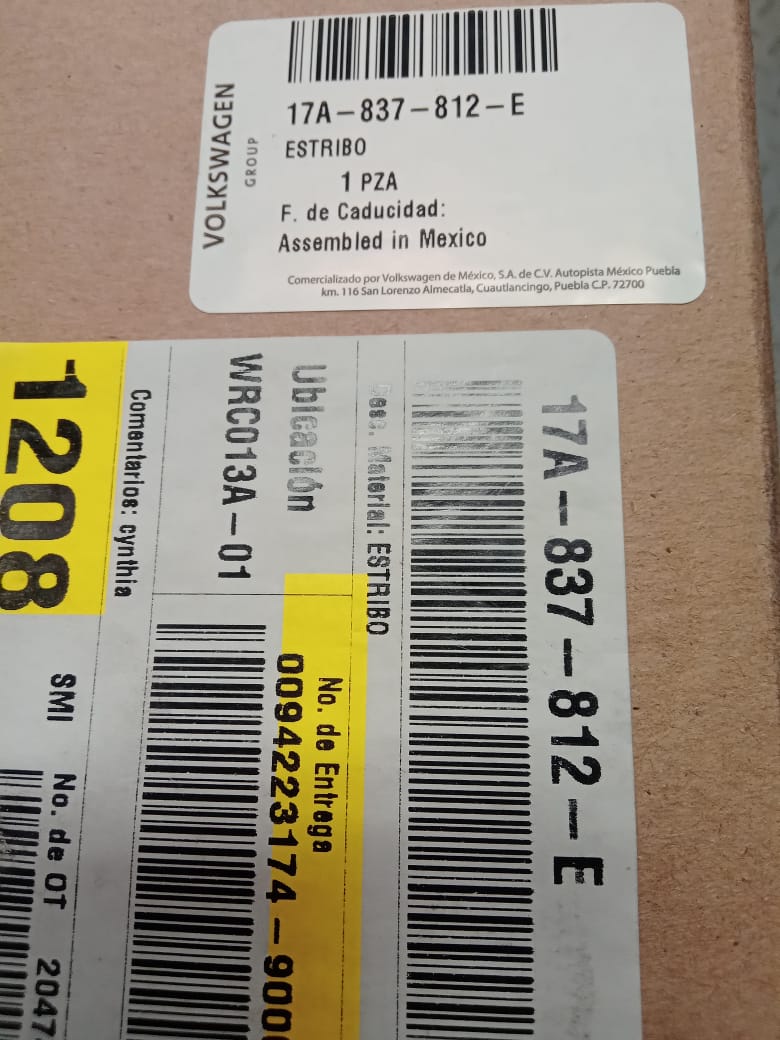 VOLKSWAGEN
GROUP
17A-837-812-E
ESTRIBO
1 PZA
F. de Caducidad:
Assembled in Mexico
Comercializado por Volkswagen de México, S.A. de C.V. Autopista México Puebla
km. 116 San Lorenzo Almecatla, Cuautlancingo, Puebla C.P. 72700
17A-837-812-E
Desc. Material: ESTRIBO
Ubicación
WRC013A-01
No. de Entrega
0094223174-900
Comentarios: cynthia
1208
SMI No. de OT 2047